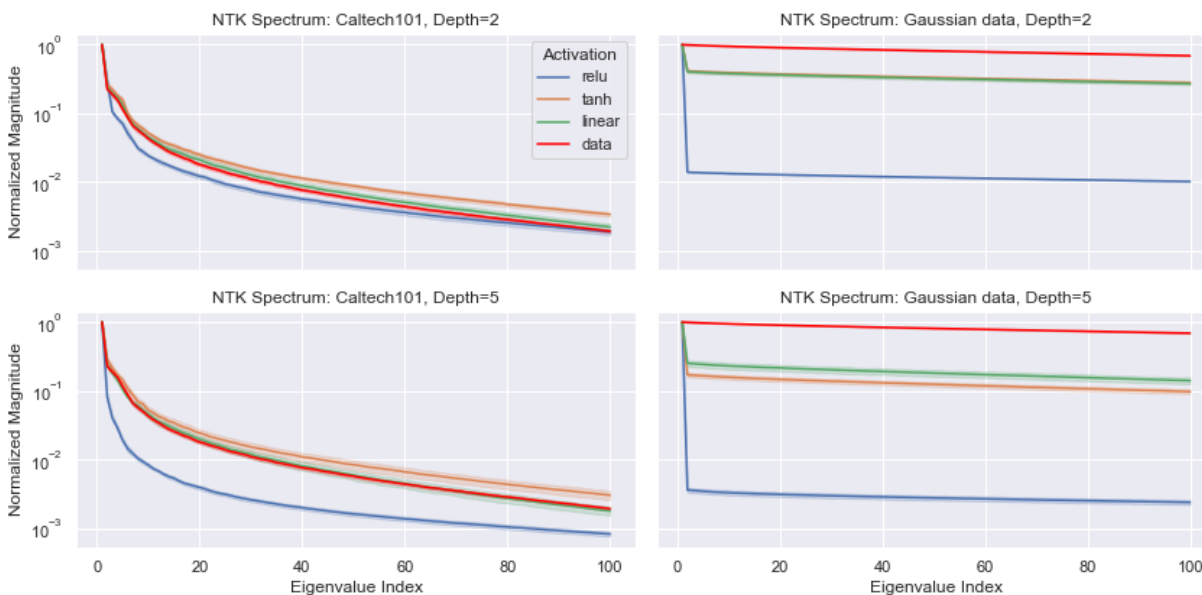 NTK Spectrum: Caltech101, Depth=2
NTK Spectrum: Gaussian data, Depth=2
Normalized Magnitude
10^0
10^-1
10^-2
10^-3
Activation
relu
tanh
linear
data
NTK Spectrum: Caltech101, Depth=5
NTK Spectrum: Gaussian data, Depth=5
Normalized Magnitude
10^0
10^-1
10^-2
10^-3
0 20 40 60 80 100
0 20 40 60 80 100
Eigenvalue Index
Eigenvalue Index